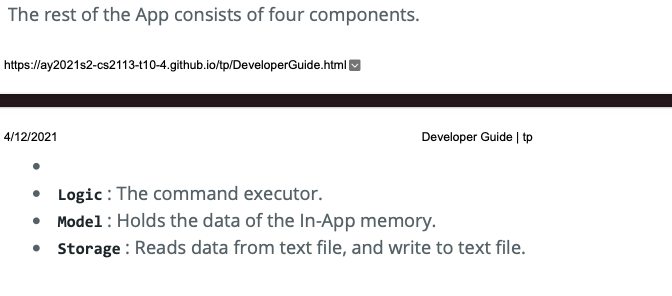 The rest of the App consists of four components.
https://ay2021s2-cs2113-t10-4.github.io/tp/DeveloperGuide.html
4/12/2021 Developer Guide | tp
•
• Logic : The command executor.
• Model : Holds the data of the In-App memory.
• Storage : Reads data from text file, and write to text file.